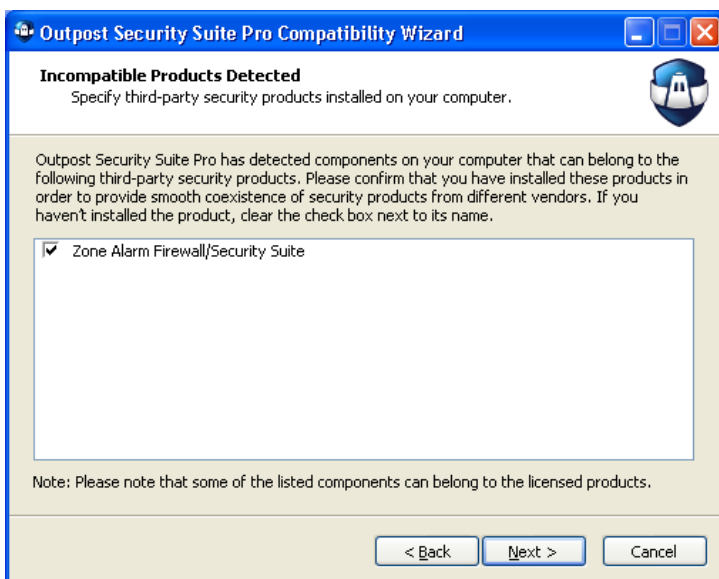 Outpost Security Suite Pro Compatibility Wizard
Incompatible Products Detected
Specify third-party security products installed on your computer.
Outpost Security Suite Pro has detected components on your computer that can belong to the
following third-party security products. Please confirm that you have installed these products in
order to provide smooth coexistence of security products from different vendors. If you
haven't installed the product, clear the check box next to its name.
Zone Alarm Firewall/Security Suite
Note: Please note that some of the listed components can belong to the licensed products.
< Back
Next >
Cancel